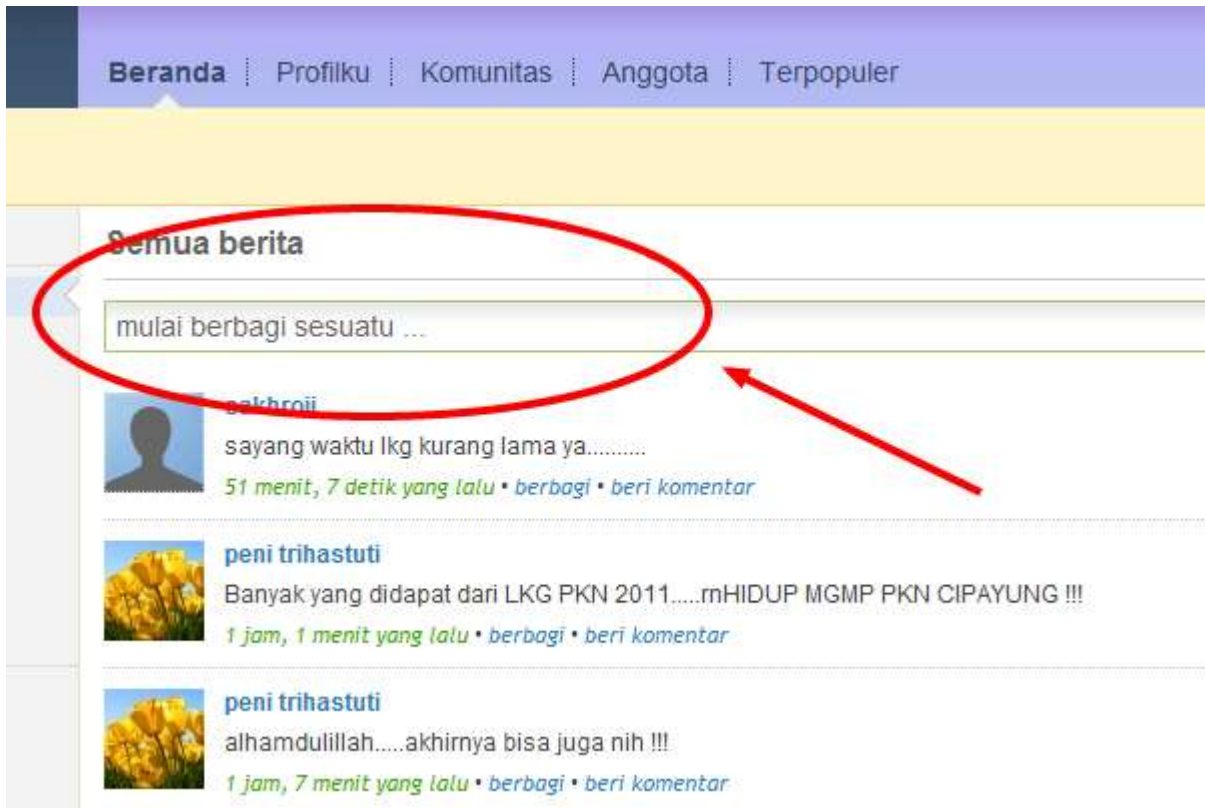 Beranda Profilku Komunitas Anggota Terpopuler
Semua berita
mulai berbagi sesuatu ...
sakhroji
sayang waktu lkg kurang lama ya..........
51 menit, 7 detik yang lalu • berbagi • beri komentar
peni trihastuti
Banyak yang didapat dari LKG PKN 2011.....rnHIDUP MGMP PKN CIPAYUNG !!!
1 jam, 1 menit yang lalu • berbagi • beri komentar
peni trihastuti
alhamdulillah.....akhirnya bisa juga nih !!!
1 jam, 7 menit yang lalu • berbagi • beri komentar